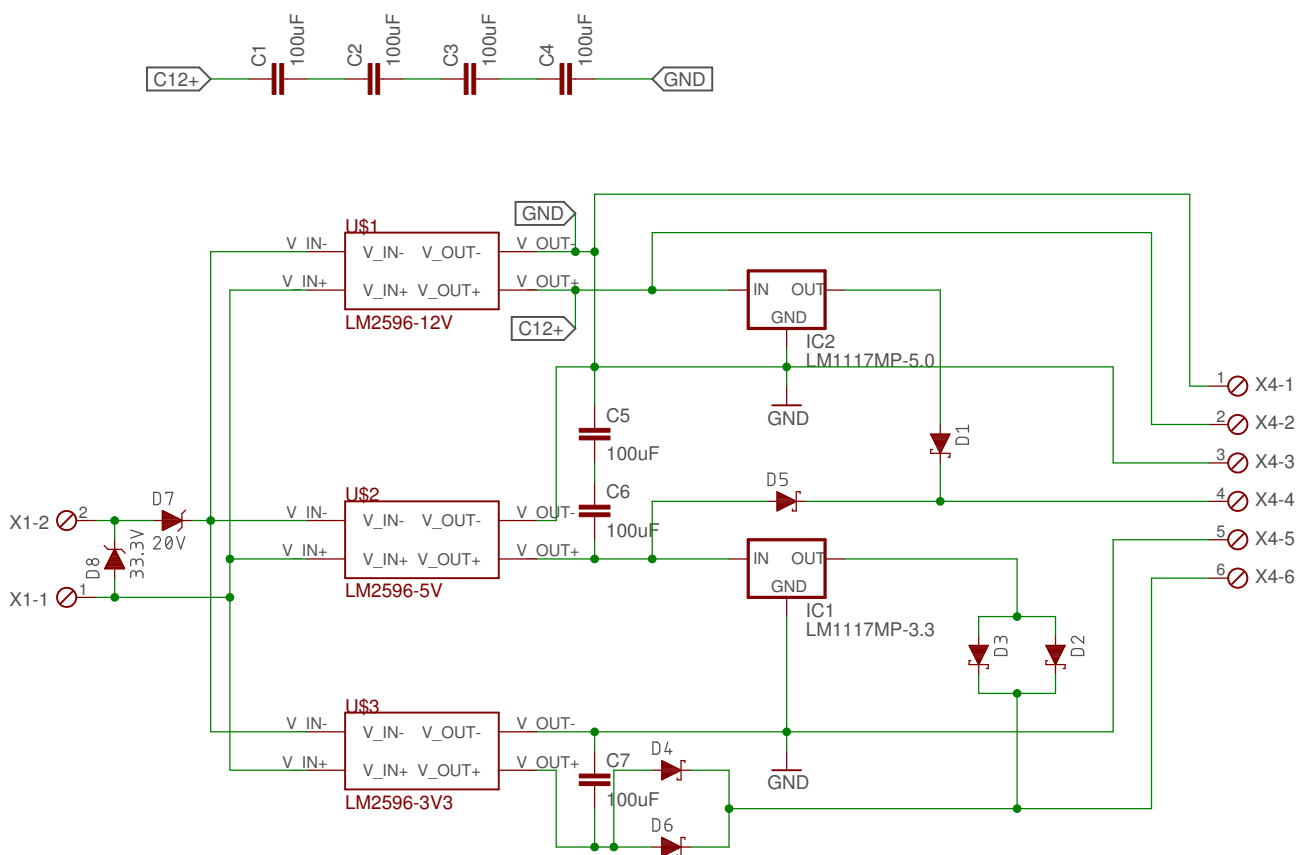 C1 100uF C2 100uF C3 100uF C4 100uF
C12+ GND
GND
U$1
V_IN- V_IN- V_OUT- V_OUT-
V_IN+ V_IN+ V_OUT+ V_OUT+
LM2596-12V
C12+
IN OUT
GND
IC2
LM1117MP-5.0
GND
1 X4-1
2 X4-2
3 X4-3
4 X4-4
5 X4-5
6 X4-6
C5
100uF
D1
D5
C6
100uF
U$2
V_IN- V_IN- V_OUT- V_OUT-
V_IN+ V_IN+ V_OUT+ V_OUT+
LM2596-5V
X1-2 2
D7
20V
D8 33.3V
X1-1 1
IN OUT
GND
IC1
LM1117MP-3.3
D3 D2
U$3
V_IN- V_IN- V_OUT- V_OUT-
V_IN+ V_IN+ V_OUT+ V_OUT+
LM2596-3V3
C7
100uF
D4
GND
D6